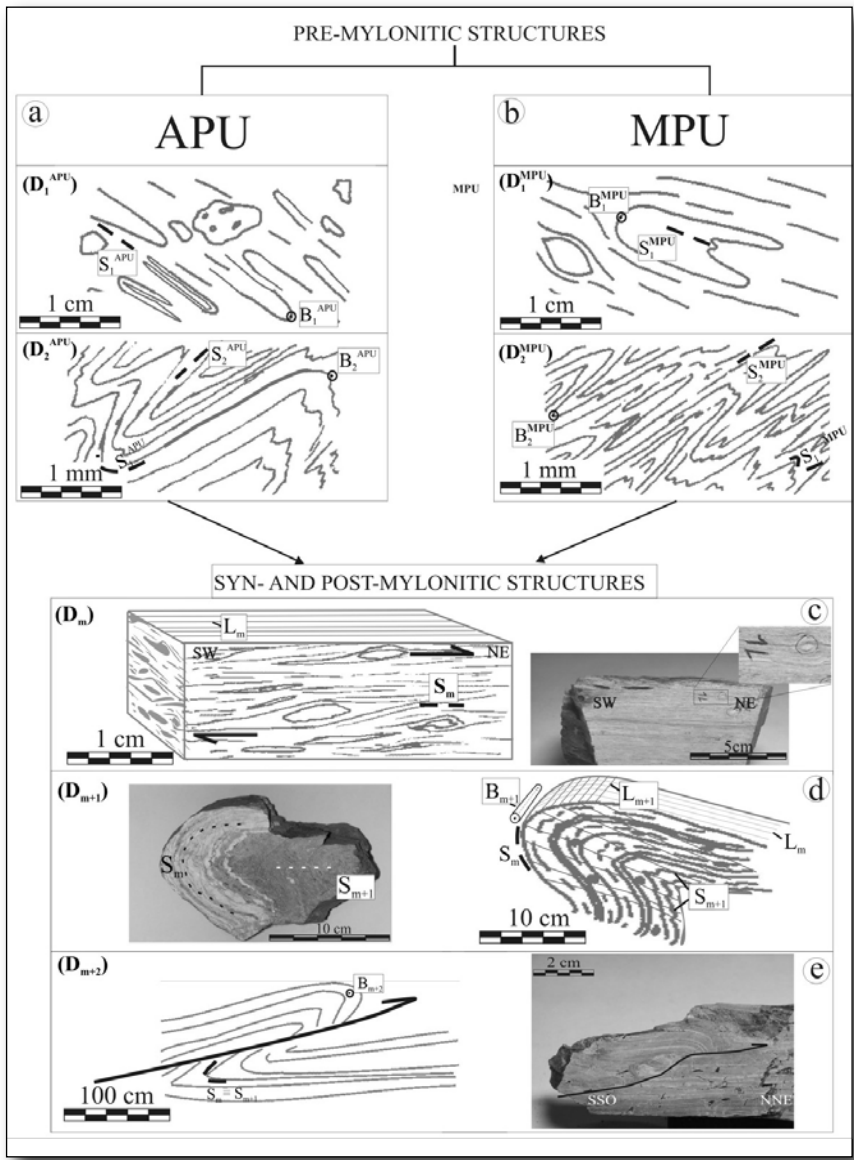 PRE-MYLONITIC STRUCTURES
a
APU
(D₁ᴬᴾᵁ)
S₁ᴬᴾᵁ
B₁ᴬᴾᵁ
1 cm
(D₂ᴬᴾᵁ)
S₂ᴬᴾᵁ
B₂ᴬᴾᵁ
1 mm
MPU
b
MPU
(D₁ᴹᴾᵁ)
B₁ᴹᴾᵁ
S₁ᴹᴾᵁ
1 cm
(D₂ᴹᴾᵁ)
S₂ᴹᴾᵁ
B₂ᴹᴾᵁ
S₁ᴹᴾᵁ
1 mm
SYN- AND POST-MYLONITIC STRUCTURES
(Dₘ)
c
Lₘ
SW
NE
Sₘ
1 cm
SW
NE
5cm
(Dₘ₊₁)
d
Sₘ
Sₘ₊₁
10 cm
Bₘ₊₁
Lₘ₊₁
Sₘ
Lₘ
Sₘ₊₁
10 cm
(Dₘ₊₂)
e
Bₘ₊₂
Sₘ ≡ Sₘ₊₁
100 cm
2 cm
SSO
NNE